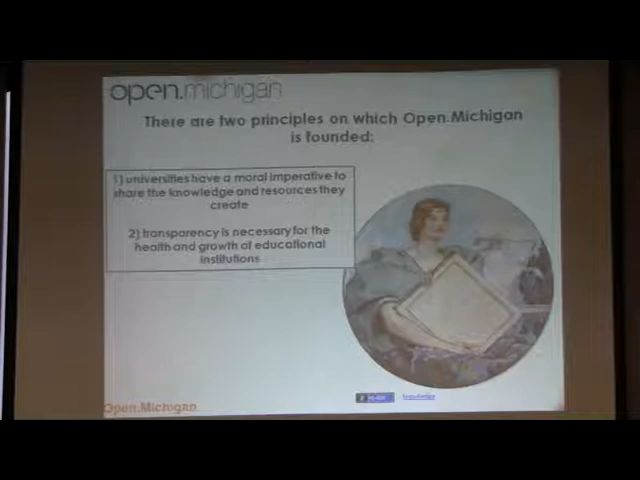 open.michigan
There are two principles on which Open.Michigan
is founded:
1) universities have a moral imperative to
share the knowledge and resources they
create
2) transparency is necessary for the
health and growth of educational
institutions
Open.Michigan